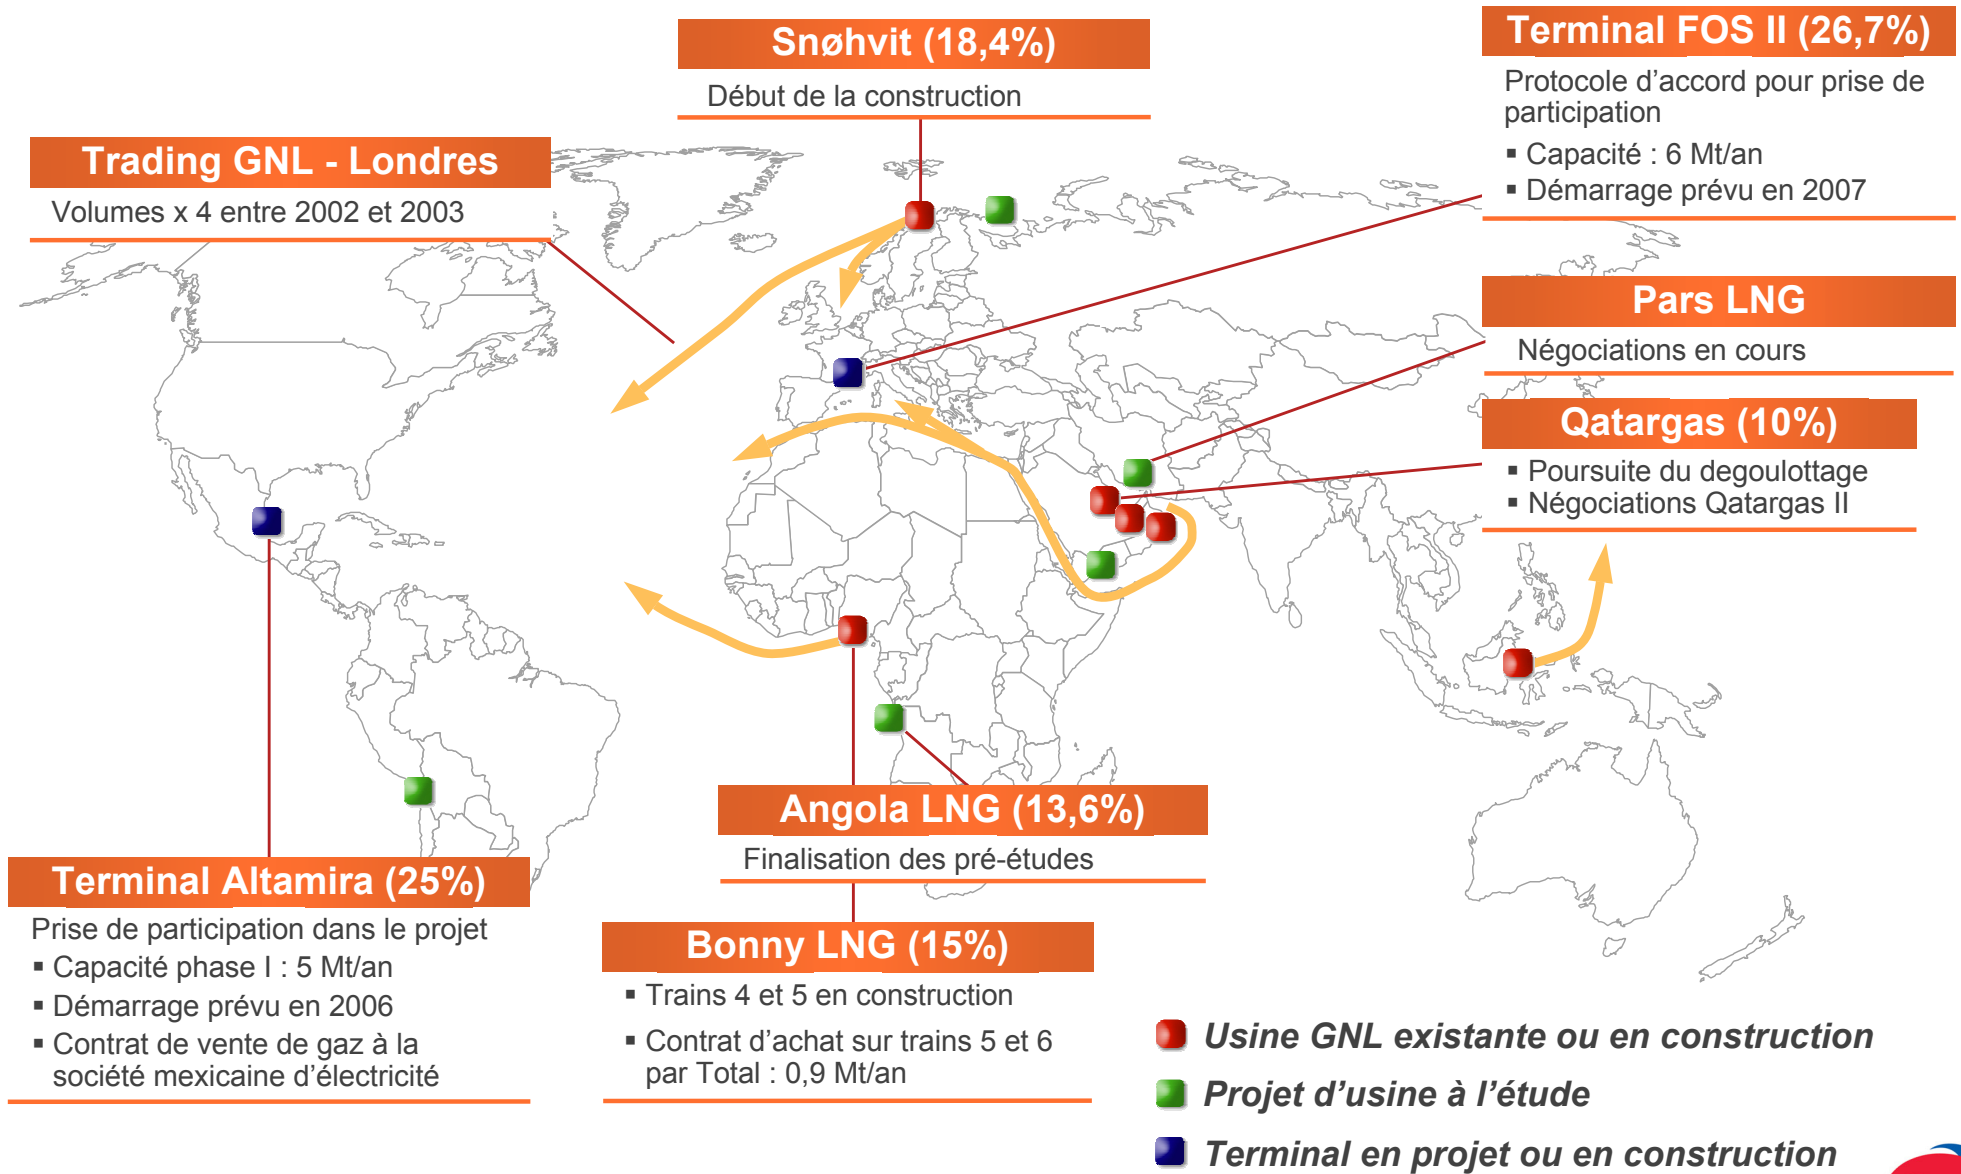 Snøhvit (18,4%)
Début de la construction
Terminal FOS II (26,7%)
Protocole d’accord pour prise de
participation
▪ Capacité : 6 Mt/an
▪ Démarrage prévu en 2007
Trading GNL - Londres
Volumes x 4 entre 2002 et 2003
Pars LNG
Négociations en cours
Qatargas (10%)
▪ Poursuite du degoulottage
▪ Négociations Qatargas II
Angola LNG (13,6%)
Finalisation des pré-études
Terminal Altamira (25%)
Prise de participation dans le projet
▪ Capacité phase I : 5 Mt/an
▪ Démarrage prévu en 2006
▪ Contrat de vente de gaz à la
société mexicaine d’électricité
Bonny LNG (15%)
▪ Trains 4 et 5 en construction
▪ Contrat d’achat sur trains 5 et 6
par Total : 0,9 Mt/an
Usine GNL existante ou en construction
Projet d’usine à l’étude
Terminal en projet ou en construction